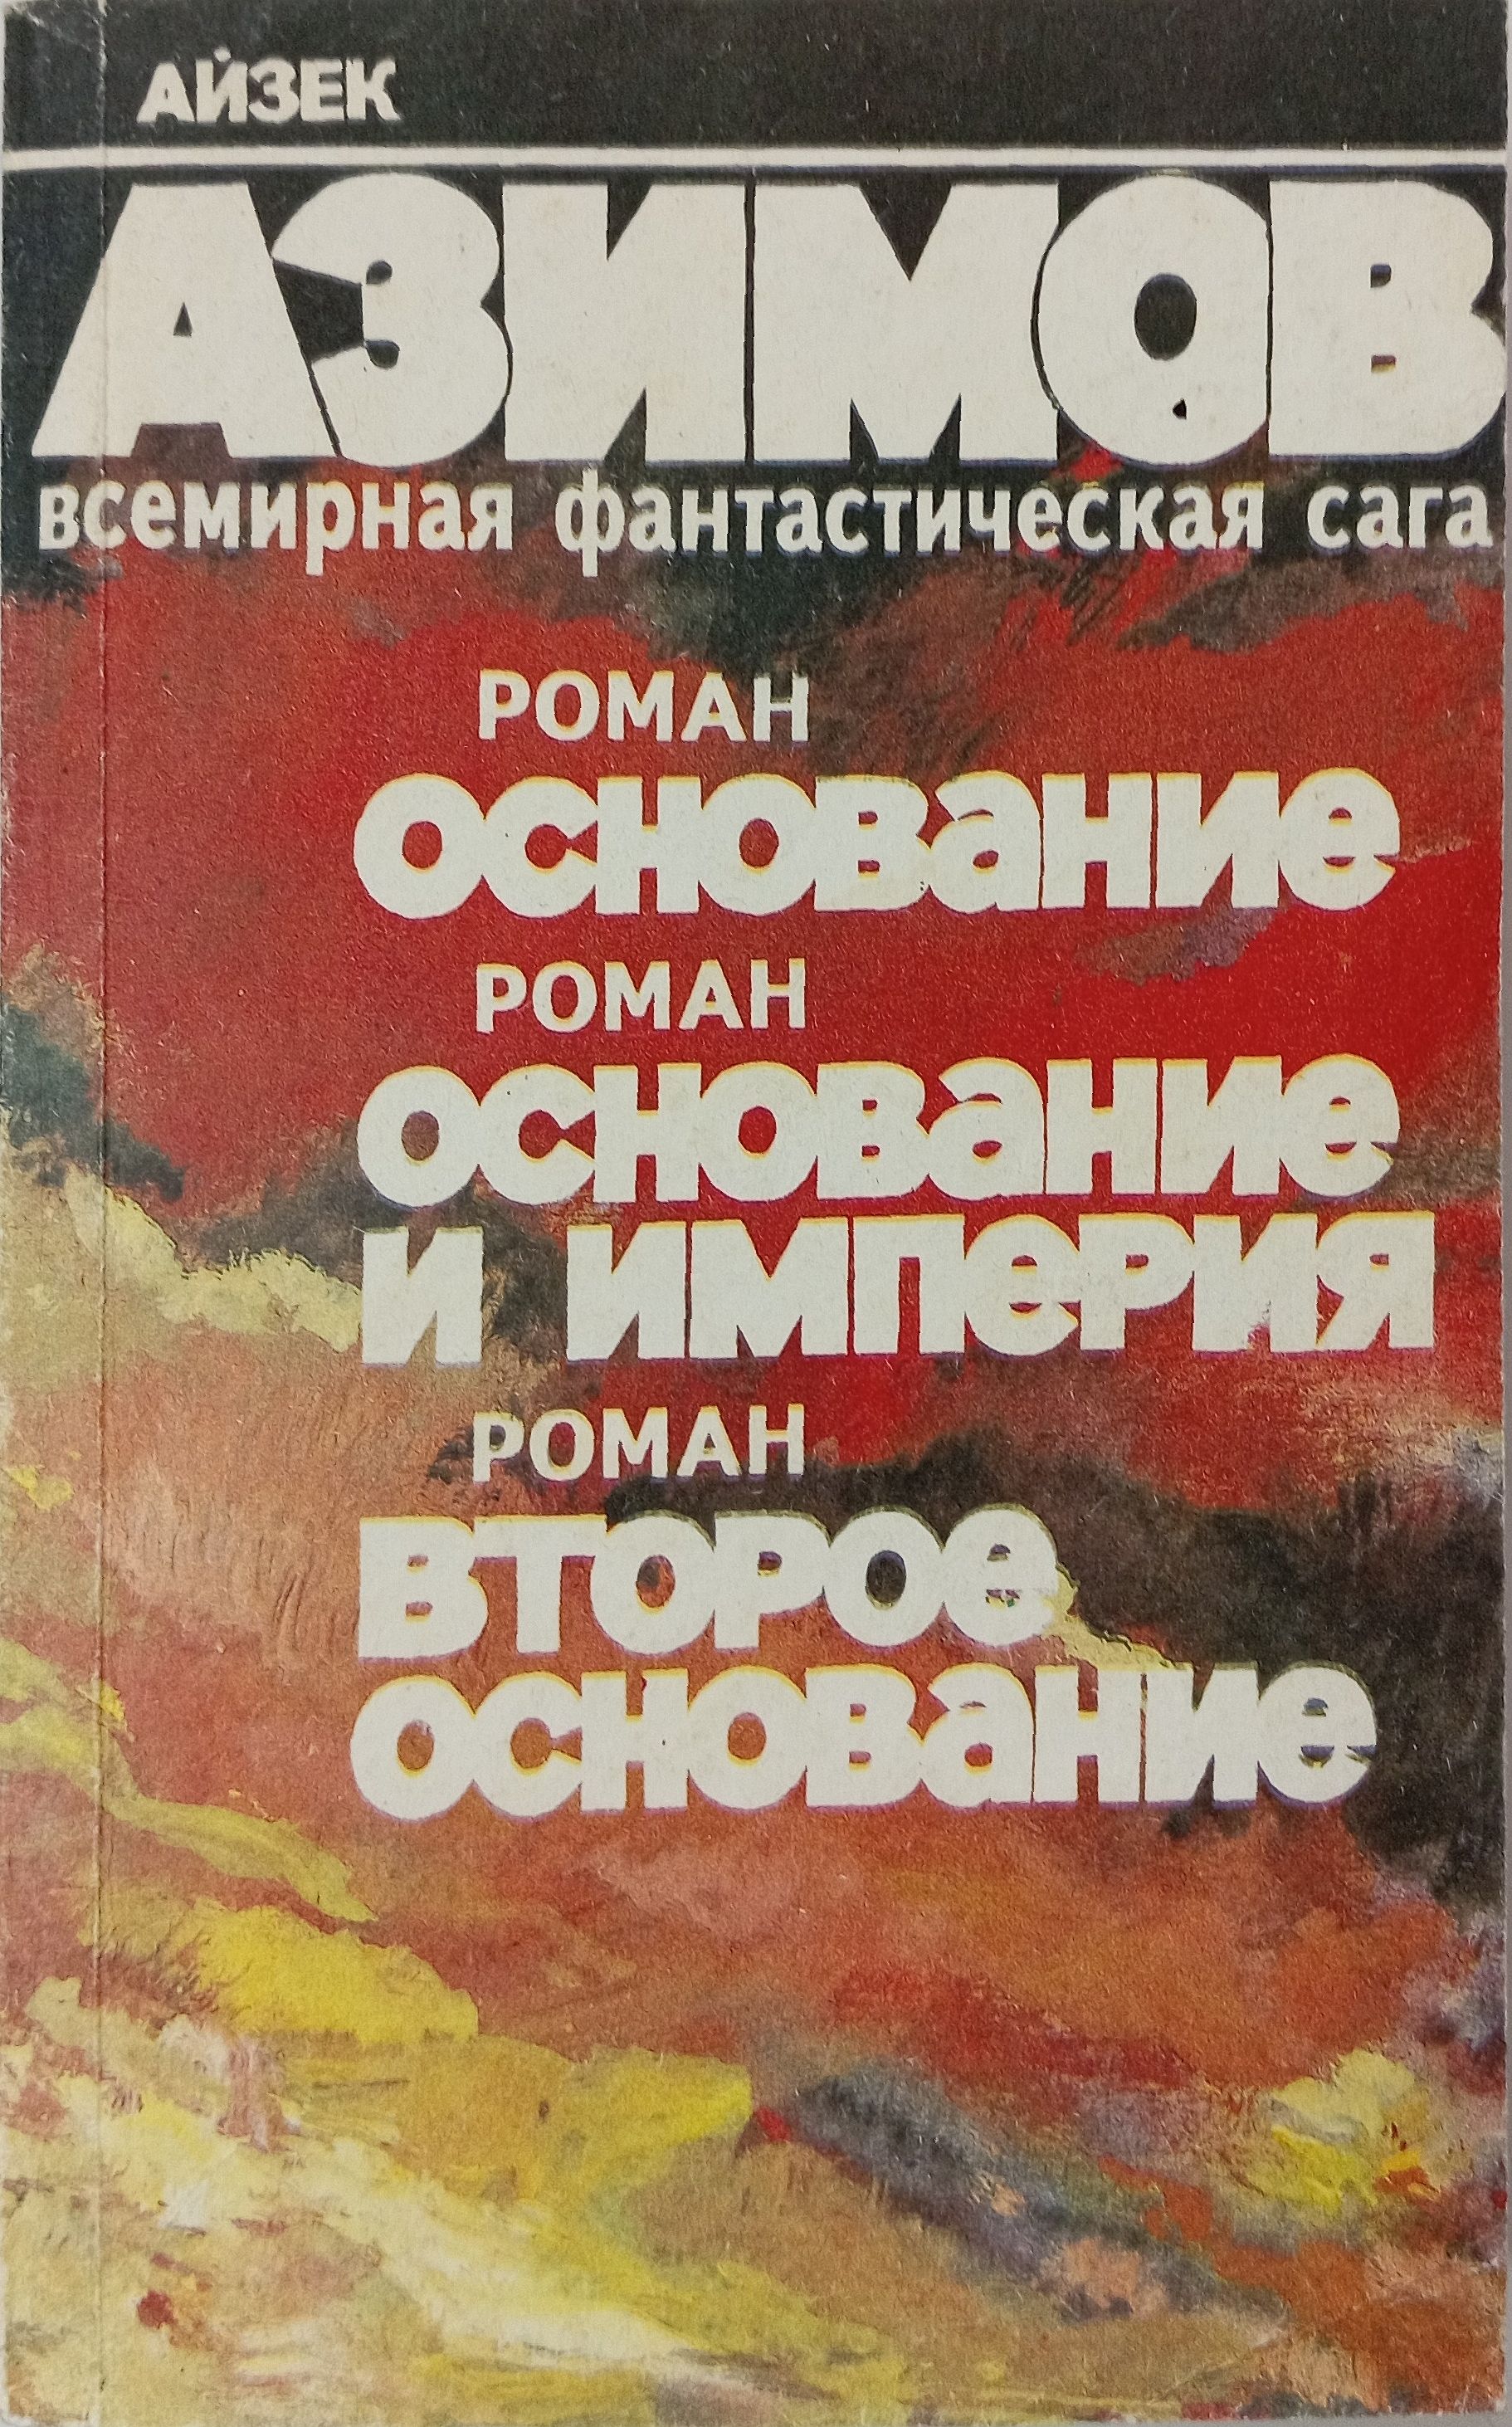 АЙЗЕК
АЗИМОВ
всемирная фантастическая сага
РОМАН
ОСНОВаНИе
РОМАН
ОСНОВаНИе
И ИМПеРИЯ
РОМАН
ВТОРОе
ОСНОВаНИе